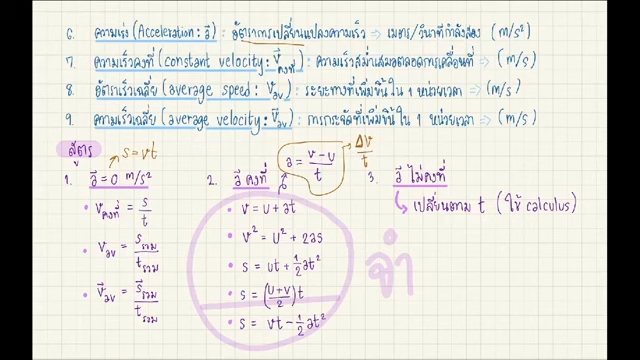 6. ความเร่ง (Acceleration: a⃗) : อัตราการเปลี่ยนแปลงความเร็ว → เมตร/วินาทีกำลังสอง (m/s²)
7. ความเร็วคงที่ (constant velocity: v⃗คงที่) : ความเร็วสม่ำเสมอตลอดการเคลื่อนที่ → (m/s)
8. อัตราเร็วเฉลี่ย (average speed: Vav) : ระยะทางที่เพิ่มขึ้นใน 1 หน่วยเวลา → (m/s)
9. ความเร็วเฉลี่ย (average velocity: v⃗av) : การกระจัดที่เพิ่มขึ้นใน 1 หน่วยเวลา → (m/s)
สูตร
s = vt
1. a⃗ = 0 m/s²
• vคงที่ = s/t
• vav = sรวม/tรวม
• v⃗av = s⃗รวม/tรวม
2. a⃗ คงที่
a = (v-u)/t → Δv/t
• v = u + at
• v² = u² + 2as
• s = ut + ½at²
• s = ((u+v)/2)t
• s = vt - ½at²
จำ
3. a⃗ ไม่คงที่
↳ เปลี่ยนตาม t (ใช้ calculus)